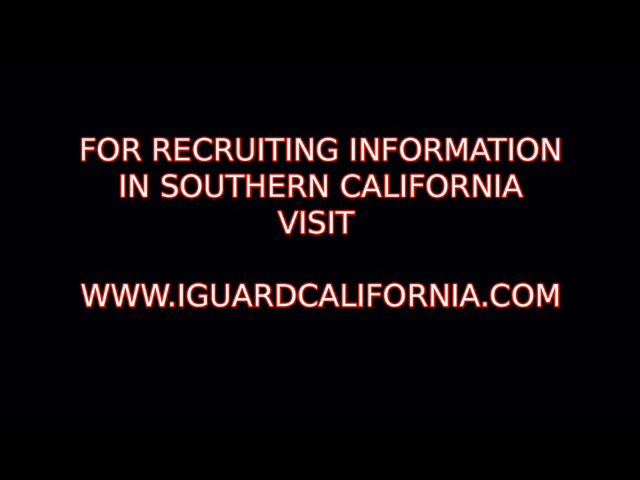 FOR RECRUITING INFORMATION
IN SOUTHERN CALIFORNIA
VISIT
WWW.IGUARDCALIFORNIA.COM